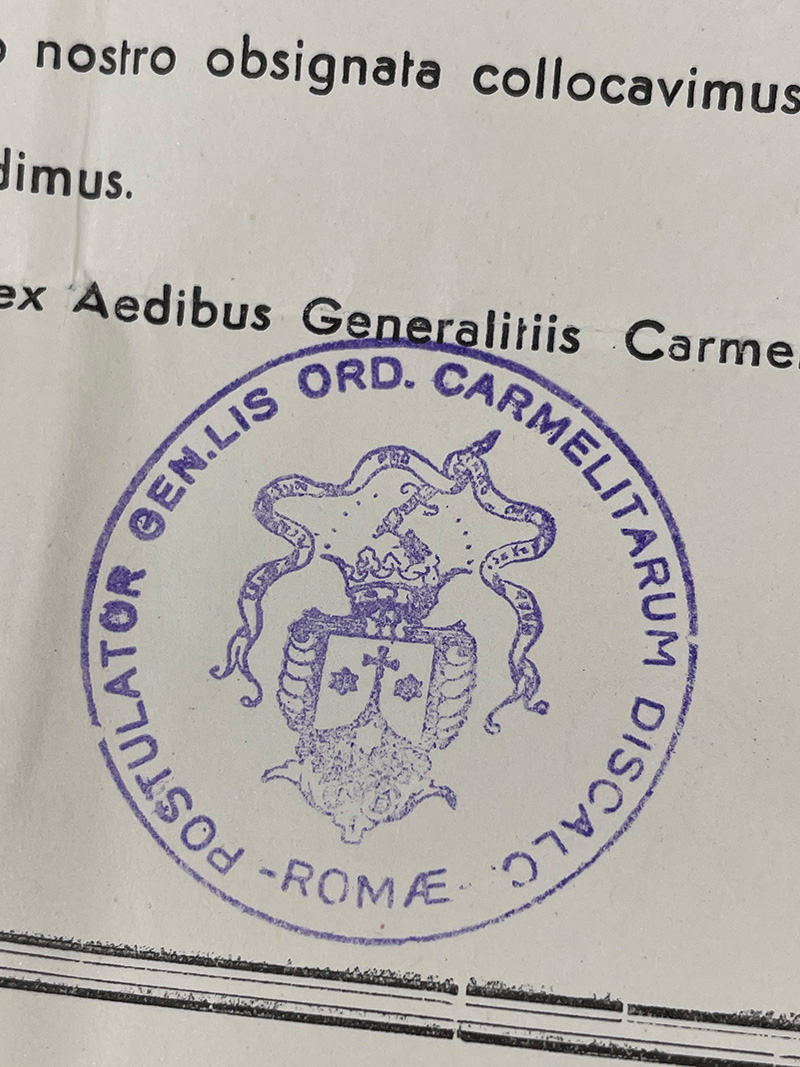 nostro obsignata collocavimus
dimus.
ex Aedibus Generalitiis Carme
POSTULATOR GEN.LIS ORD. CARMELITARUM DISCALC.
-ROMÆ-